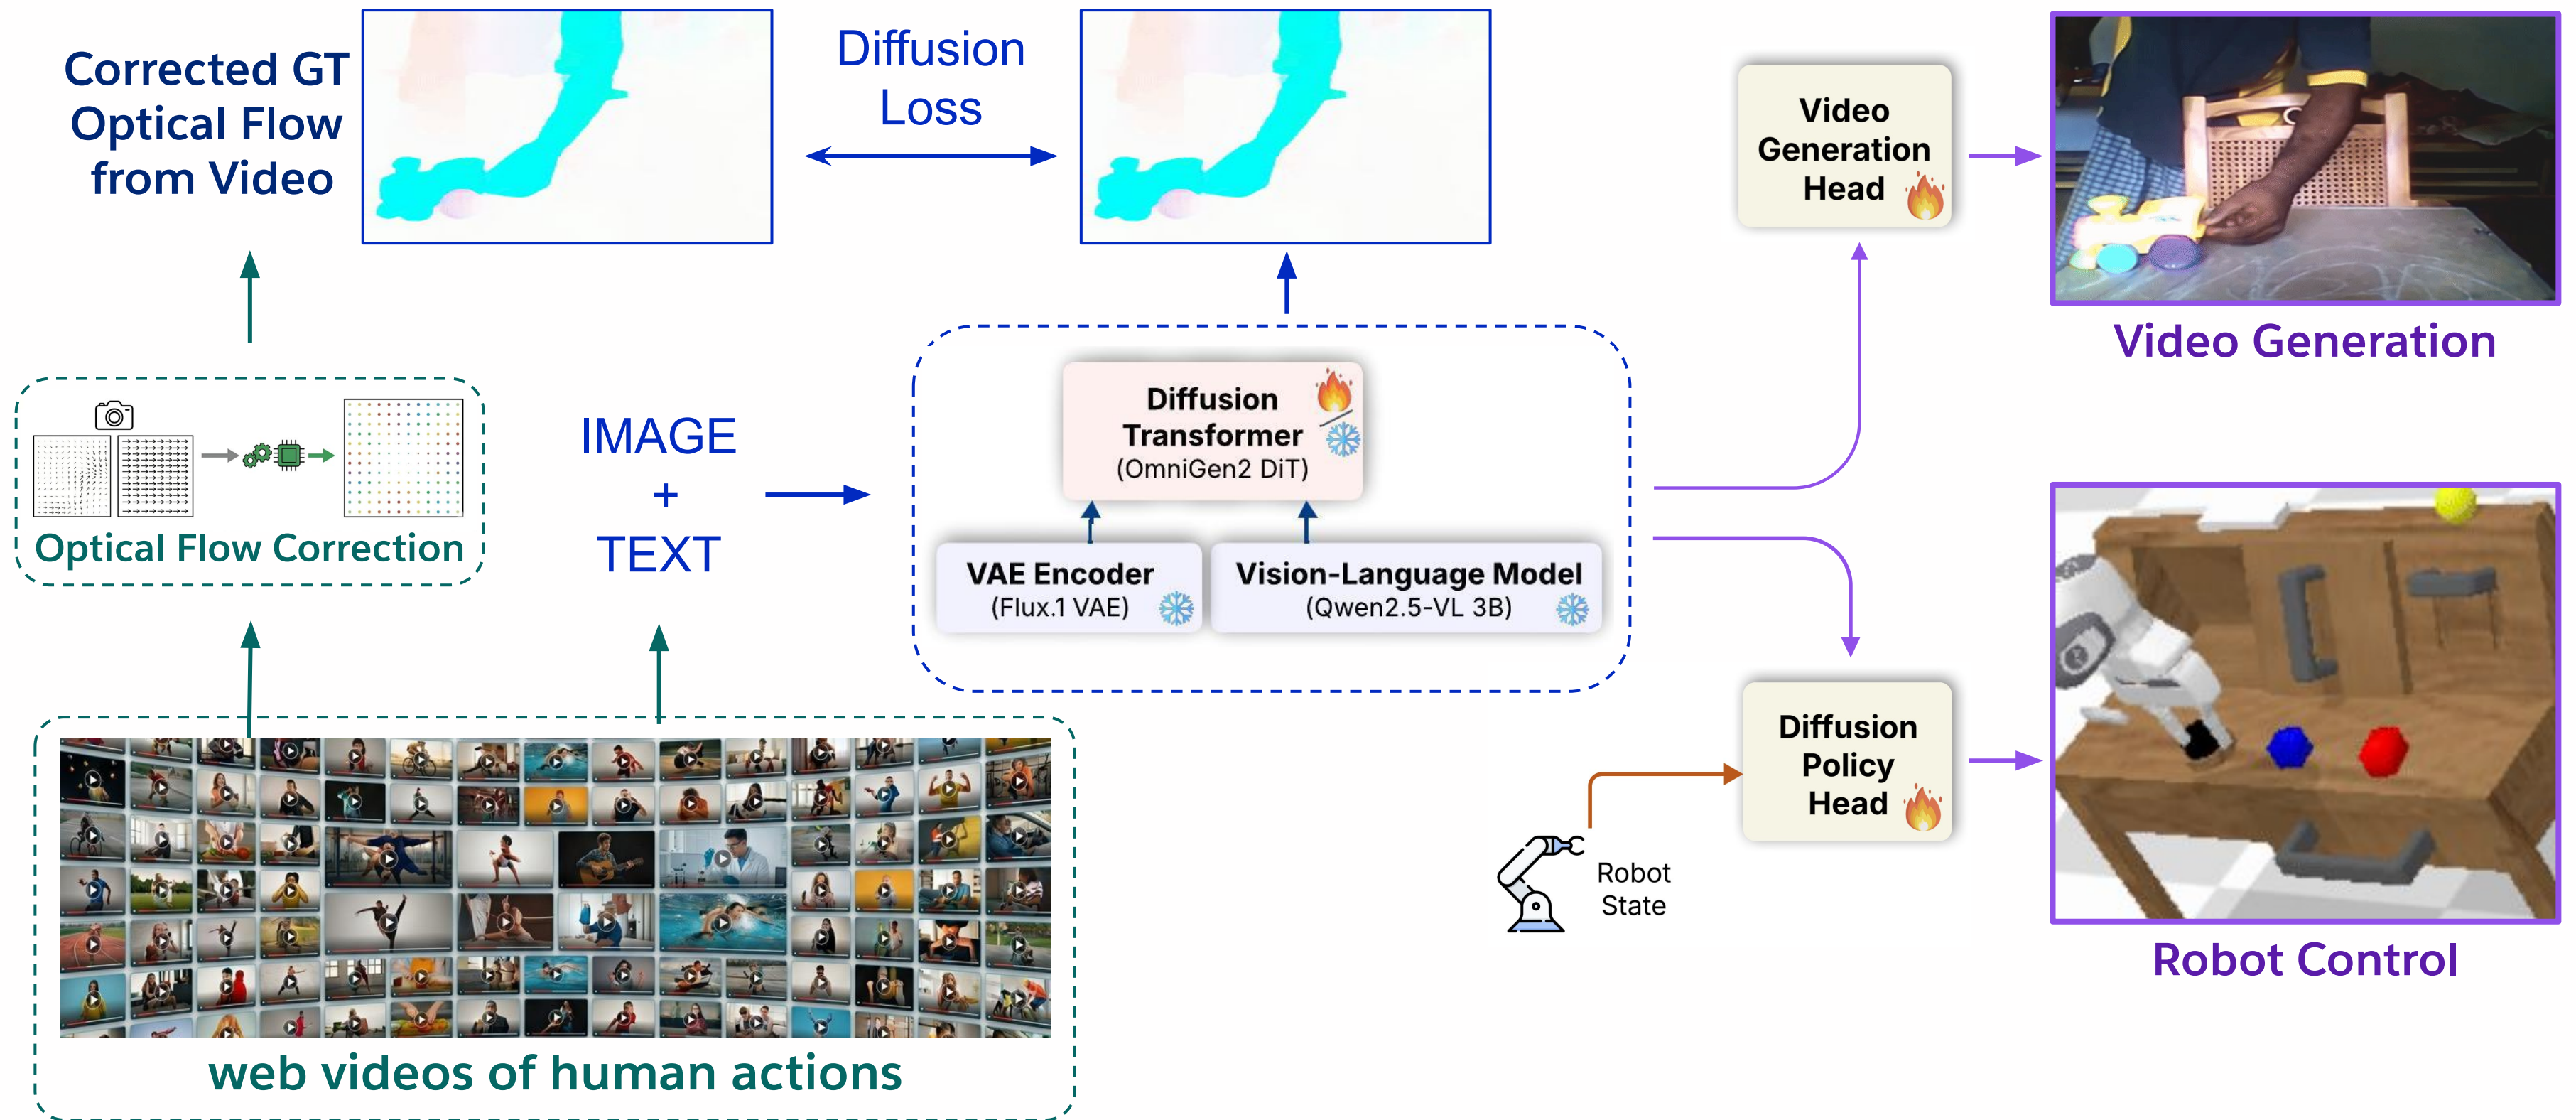 Corrected GT
Optical Flow
from Video
Diffusion
Loss
Video
Generation
Head
Video Generation
Optical Flow Correction
IMAGE
+
TEXT
Diffusion
Transformer
(OmniGen2 DiT)
VAE Encoder
(Flux.1 VAE)
Vision-Language Model
(Qwen2.5-VL 3B)
Diffusion
Policy
Head
Robot
State
Robot Control
web videos of human actions